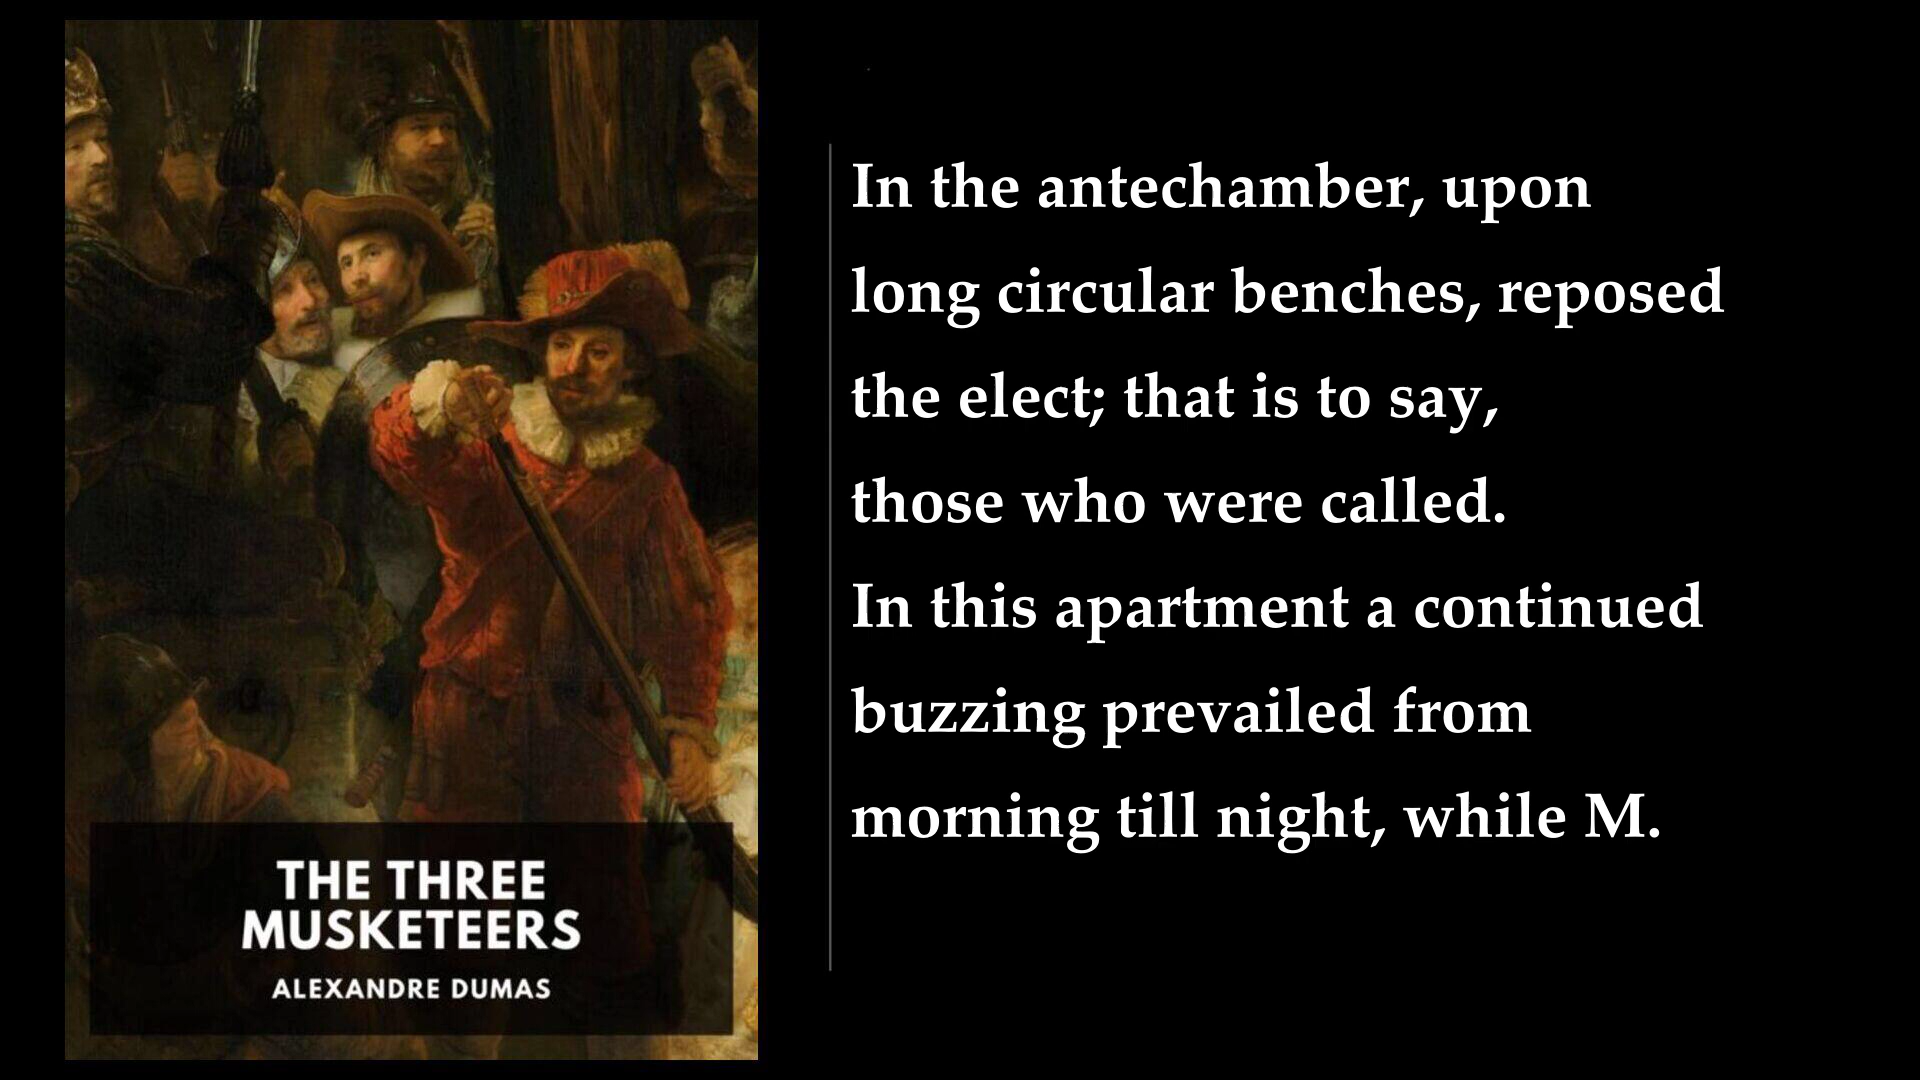 THE THREE
MUSKETEERS
ALEXANDRE DUMAS
In the antechamber, upon
long circular benches, reposed
the elect; that is to say,
those who were called.
In this apartment a continued
buzzing prevailed from
morning till night, while M.